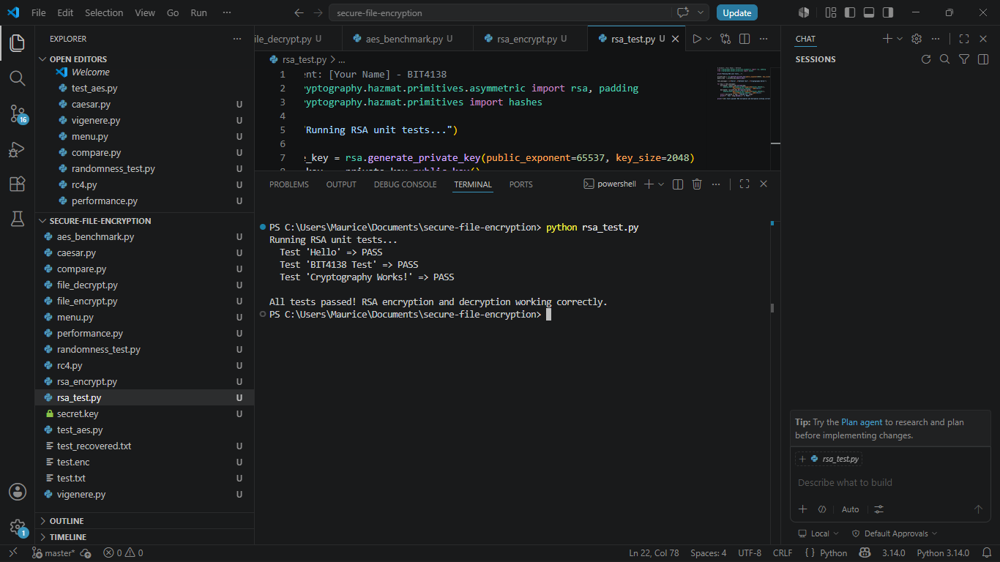 File Edit Selection View Go Run ··· secure-file-encryption Update
EXPLORER
OPEN EDITORS
Welcome
test_aes.py
caesar.py U
vigenere.py U
menu.py U
compare.py U
randomness_test.py U
rc4.py U
performance.py U
SECURE-FILE-ENCRYPTION
aes_benchmark.py U
caesar.py U
compare.py U
file_decrypt.py U
file_encrypt.py U
menu.py U
performance.py U
randomness_test.py U
rc4.py U
rsa_encrypt.py U
rsa_test.py U
secret.key U
test_aes.py
test_recovered.txt U
test.enc U
test.txt U
vigenere.py U
OUTLINE
TIMELINE
16
1
ile_decrypt.py U aes_benchmark.py U rsa_encrypt.py U rsa_test.py U
rsa_test.py > ...
1 ent: [Your Name] - BIT4138
2 ryptography.hazmat.primitives.asymmetric import rsa, padding
3 ryptography.hazmat.primitives import hashes
4
5 "Running RSA unit tests...")
6
7 e_key = rsa.generate_private_key(public_exponent=65537, key_size=2048)
8 key = private_key.public_key()
PROBLEMS OUTPUT DEBUG CONSOLE TERMINAL PORTS powershell
PS C:\Users\Maurice\Documents\secure-file-encryption> python rsa_test.py
Running RSA unit tests...
Test 'Hello' => PASS
Test 'BIT4138 Test' => PASS
Test 'Cryptography Works!' => PASS
All tests passed! RSA encryption and decryption working correctly.
PS C:\Users\Maurice\Documents\secure-file-encryption>
CHAT
SESSIONS
Tip: Try the Plan agent to research and plan
before implementing changes.
rsa_test.py
Describe what to build
Auto
Local Default Approvals
master* 0 0 Ln 22, Col 78 Spaces: 4 UTF-8 CRLF { } Python 3.14.0 Python 3.14.0